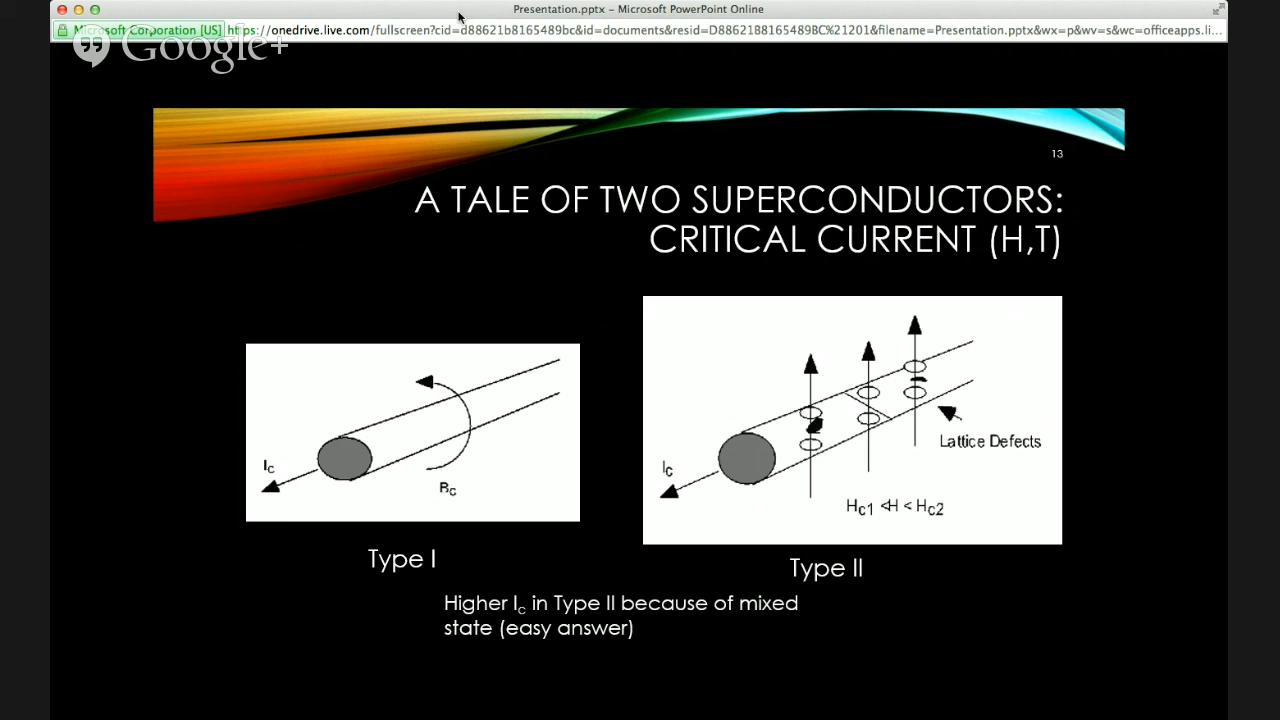 Presentation.pptx – Microsoft PowerPoint Online
Microsoft Corporation [US] https://onedrive.live.com/fullscreen?cid=d88621b8165489bc&id=documents&resid=D88621B8165489BC%21201&filename=Presentation.pptx&wx=p&wv=s&wc=officeapps.li...
Google+
13
A TALE OF TWO SUPERCONDUCTORS:
CRITICAL CURRENT (H,T)
Ic
Bc
Ic
Lattice Defects
Hc1 < H < Hc2
Type I
Type II
Higher Ic in Type II because of mixed
state (easy answer)